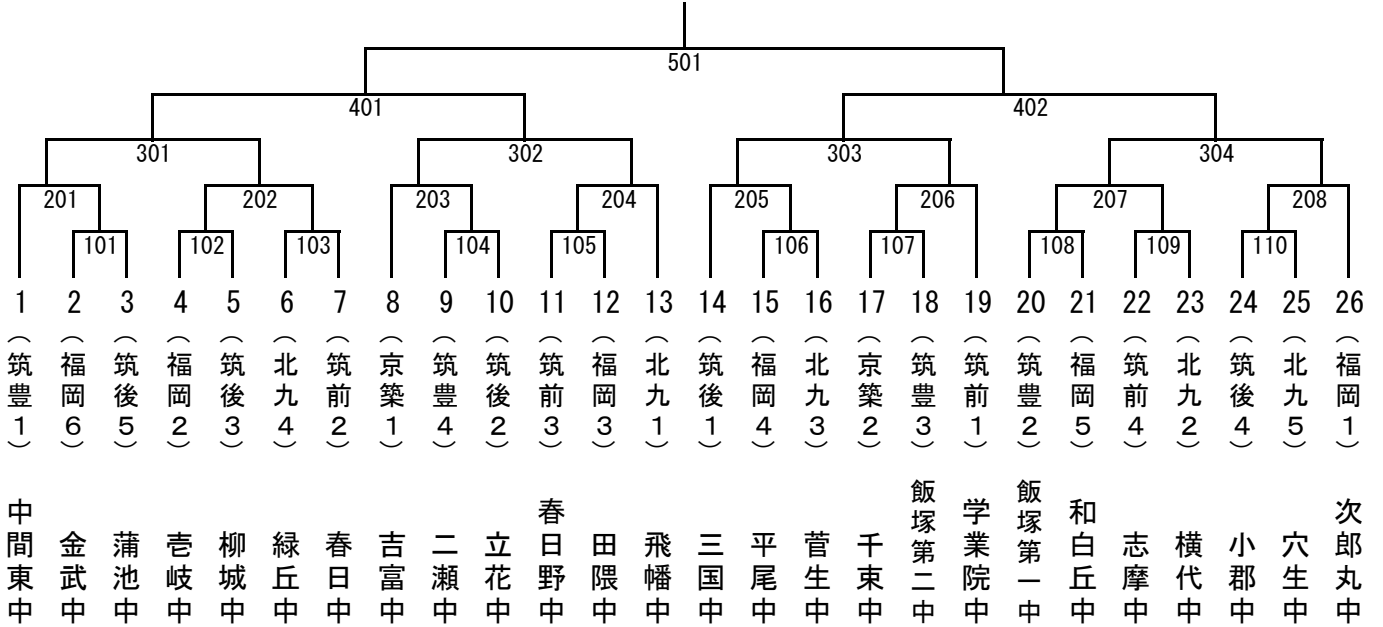 501
401 402
301 302 303 304
201 202 203 204 205 206 207 208
101 102 103 104 105 106 107 108 109 110
1 2 3 4 5 6 7 8 9 10 11 12 13 14 15 16 17 18 19 20 21 22 23 24 25 26
（筑豊１） 中間東中
（福岡６） 金武中
（筑後５） 蒲池中
（福岡２） 壱岐中
（筑後３） 柳城中
（北九４） 緑丘中
（筑前２） 春日中
（京築１） 吉富中
（筑豊４） 二瀬中
（筑後２） 立花中
（筑前３） 春日野中
（福岡３） 田隈中
（北九１） 飛幡中
（筑後１） 三国中
（福岡４） 平尾中
（北九３） 菅生中
（京築２） 千束中
（筑豊３） 飯塚第二中
（筑前１） 学業院中
（筑豊２） 飯塚第一中
（福岡５） 和白丘中
（筑前４） 志摩中
（北九２） 横代中
（筑後４） 小郡中
（北九５） 穴生中
（福岡１） 次郎丸中